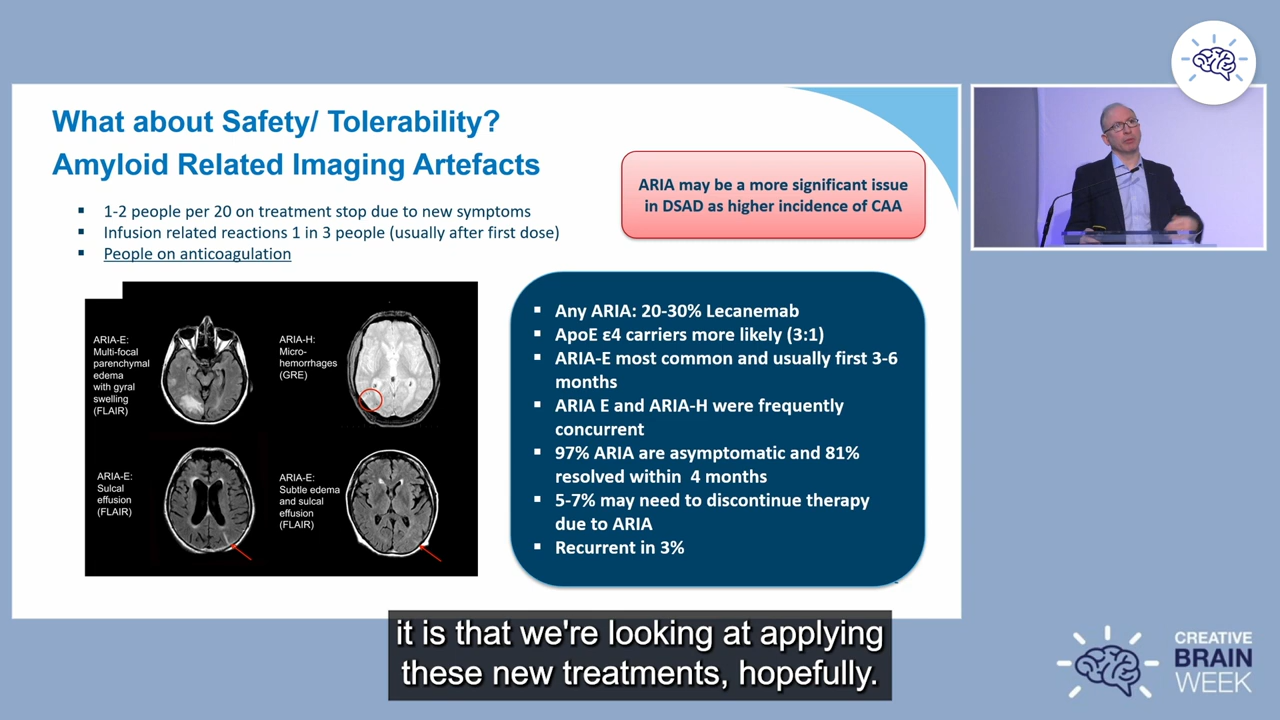 What about Safety/ Tolerability?
Amyloid Related Imaging Artefacts
▪ 1-2 people per 20 on treatment stop due to new symptoms
▪ Infusion related reactions 1 in 3 people (usually after first dose)
▪ People on anticoagulation
ARIA may be a more significant issue
in DSAD as higher incidence of CAA
ARIA-E:
Multi-focal
parenchymal
edema
with gyral
swelling
(FLAIR)
ARIA-H:
Micro-
hemorrhages
(GRE)
ARIA-E:
Sulcal
effusion
(FLAIR)
ARIA-E:
Subtle edema
and sulcal
effusion
(FLAIR)
▪ Any ARIA: 20-30% Lecanemab
▪ ApoE ε4 carriers more likely (3:1)
▪ ARIA-E most common and usually first 3-6
months
▪ ARIA E and ARIA-H were frequently
concurrent
▪ 97% ARIA are asymptomatic and 81%
resolved within 4 months
▪ 5-7% may need to discontinue therapy
due to ARIA
▪ Recurrent in 3%
it is that we're looking at applying
these new treatments, hopefully.
CREATIVE
BRAIN
WEEK